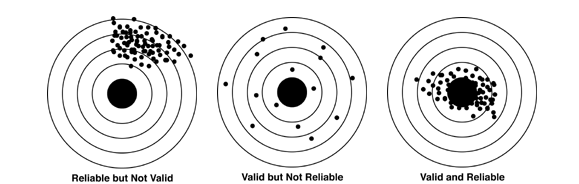 Reliable but Not Valid
Valid but Not Reliable
Valid and Reliable